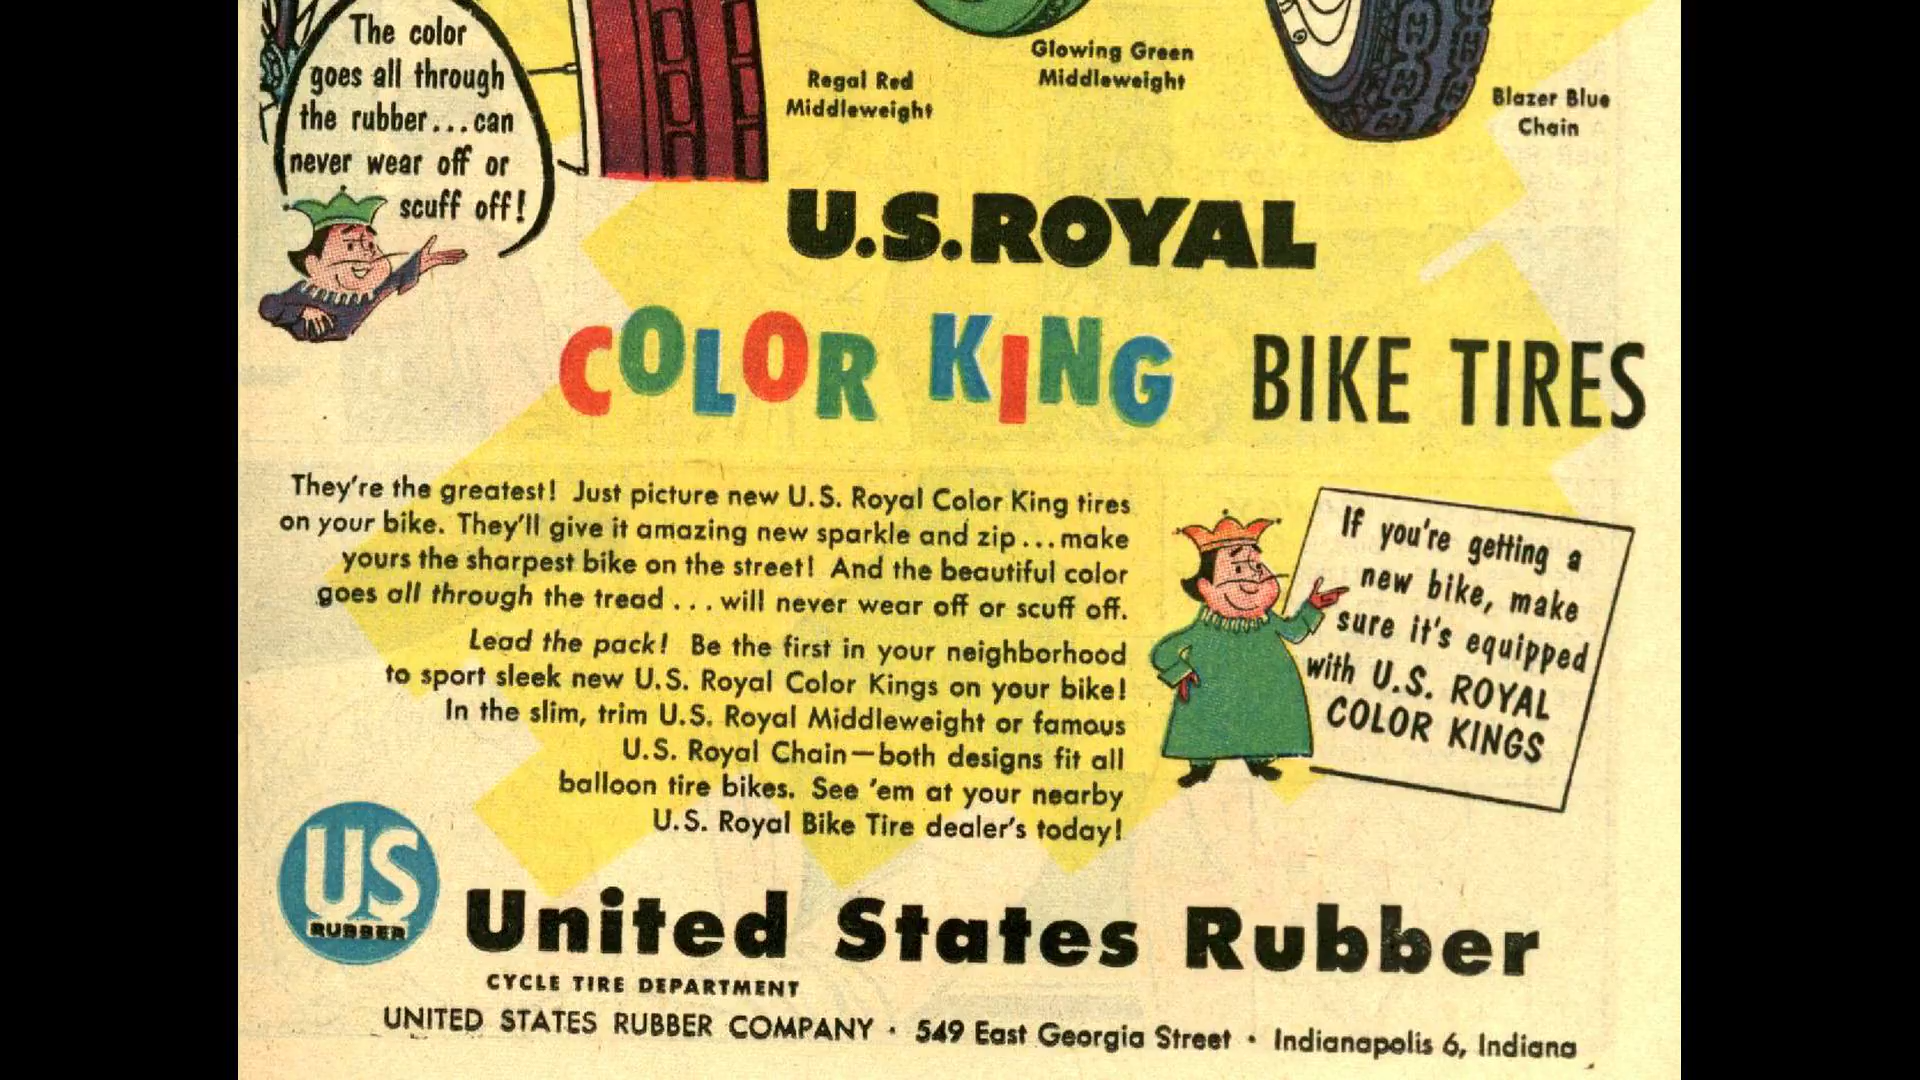 The color
goes all through
the rubber...can
never wear off or
scuff off!
Regal Red
Middleweight
Glowing Green
Middleweight
Blazer Blue
Chain
U.S. ROYAL
COLOR KING BIKE TIRES
They're the greatest! Just picture new U.S. Royal Color King tires
on your bike. They'll give it amazing new sparkle and zip...make
yours the sharpest bike on the street! And the beautiful color
goes all through the tread...will never wear off or scuff off.
Lead the pack! Be the first in your neighborhood
to sport sleek new U.S. Royal Color Kings on your bike!
In the slim, trim U.S. Royal Middleweight or famous
U.S. Royal Chain—both designs fit all
balloon tire bikes. See 'em at your nearby
U.S. Royal Bike Tire dealer's today!
If you're getting a
new bike, make
sure it's equipped
with U.S. ROYAL
COLOR KINGS
US
RUBBER
United States Rubber
CYCLE TIRE DEPARTMENT
UNITED STATES RUBBER COMPANY · 549 East Georgia Street · Indianapolis 6, Indiana